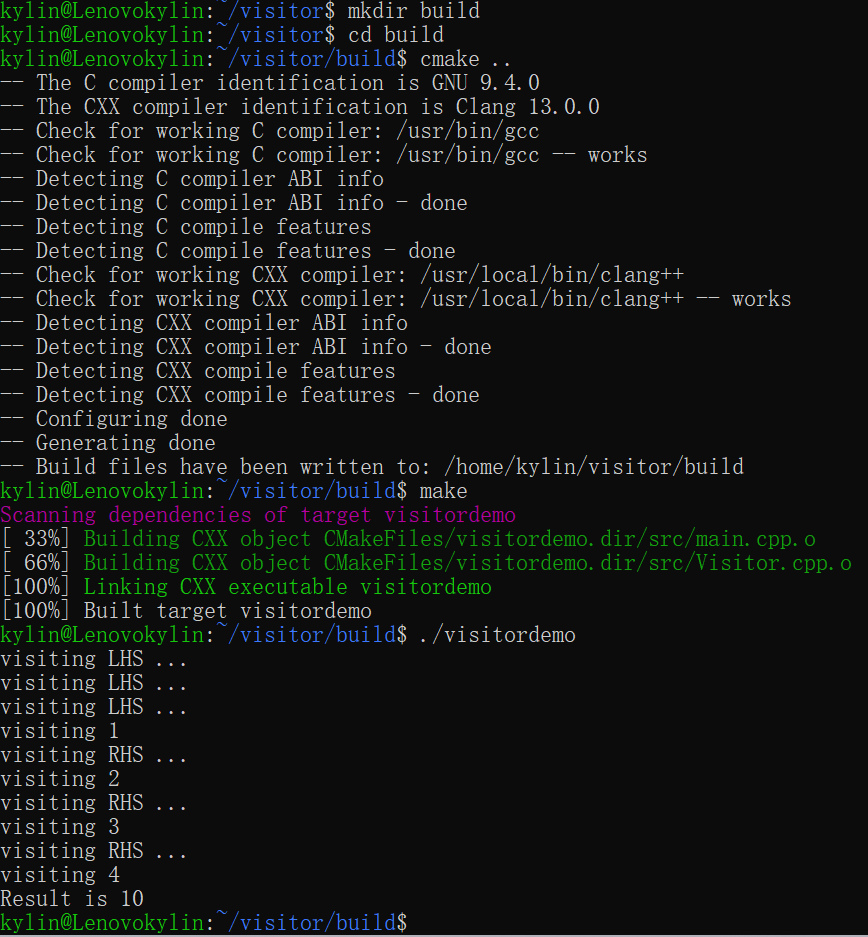 kylin@Lenovokylin:~/visitor$ mkdir build
kylin@Lenovokylin:~/visitor$ cd build
kylin@Lenovokylin:~/visitor/build$ cmake ..
-- The C compiler identification is GNU 9.4.0
-- The CXX compiler identification is Clang 13.0.0
-- Check for working C compiler: /usr/bin/gcc
-- Check for working C compiler: /usr/bin/gcc -- works
-- Detecting C compiler ABI info
-- Detecting C compiler ABI info - done
-- Detecting C compile features
-- Detecting C compile features - done
-- Check for working CXX compiler: /usr/local/bin/clang++
-- Check for working CXX compiler: /usr/local/bin/clang++ -- works
-- Detecting CXX compiler ABI info
-- Detecting CXX compiler ABI info - done
-- Detecting CXX compile features
-- Detecting CXX compile features - done
-- Configuring done
-- Generating done
-- Build files have been written to: /home/kylin/visitor/build
kylin@Lenovokylin:~/visitor/build$ make
Scanning dependencies of target visitordemo
[ 33%] Building CXX object CMakeFiles/visitordemo.dir/src/main.cpp.o
[ 66%] Building CXX object CMakeFiles/visitordemo.dir/src/Visitor.cpp.o
[100%] Linking CXX executable visitordemo
[100%] Built target visitordemo
kylin@Lenovokylin:~/visitor/build$ ./visitordemo
visiting LHS ...
visiting LHS ...
visiting LHS ...
visiting 1
visiting RHS ...
visiting 2
visiting RHS ...
visiting 3
visiting RHS ...
visiting 4
Result is 10
kylin@Lenovokylin:~/visitor/build$